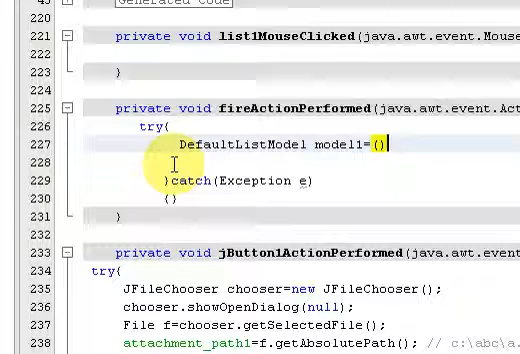 43 Generated Code
220
221 private void list1MouseClicked(java.awt.event.Mouse
222
223 }
224
225 private void fireActionPerformed(java.awt.event.Act
226 try{
227 DefaultListModel model1=()
228
229 }catch(Exception e)
230 {}
231 }
232
233 private void jButton1ActionPerformed(java.awt.event
234 try{
235 JFileChooser chooser=new JFileChooser();
236 chooser.showOpenDialog(null);
237 File f=chooser.getSelectedFile();
238 attachment_path1=f.getAbsolutePath(); // c:\abc\a.